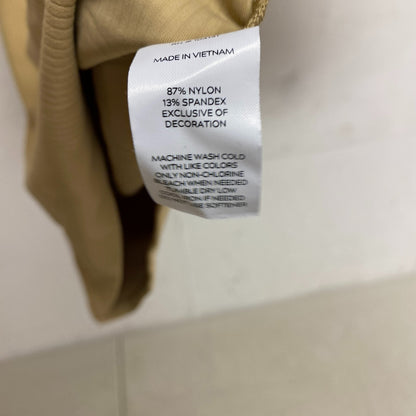 MADE IN VIETNAM
87% NYLON
13% SPANDEX
EXCLUSIVE OF
DECORATION
MACHINE WASH COLD
WITH LIKE COLORS
ONLY NON-CHLORINE
BLEACH WHEN NEEDED
TUMBLE DRY LOW
COOL IRON IF NEEDED
SOFTENER